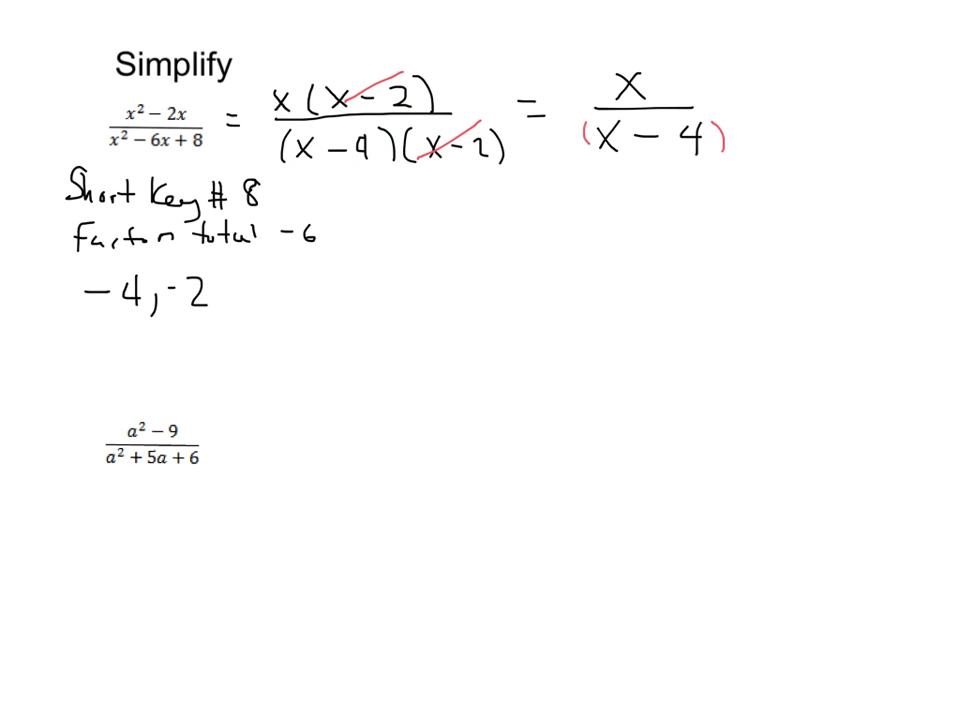 Simplify
x² − 2x / x² − 6x + 8 = x (x − 2) / (x − 4)(x − 2) = x / (x − 4)
Short Key # 8
Factor total −6
−4, −2
a² − 9 / a² + 5a + 6